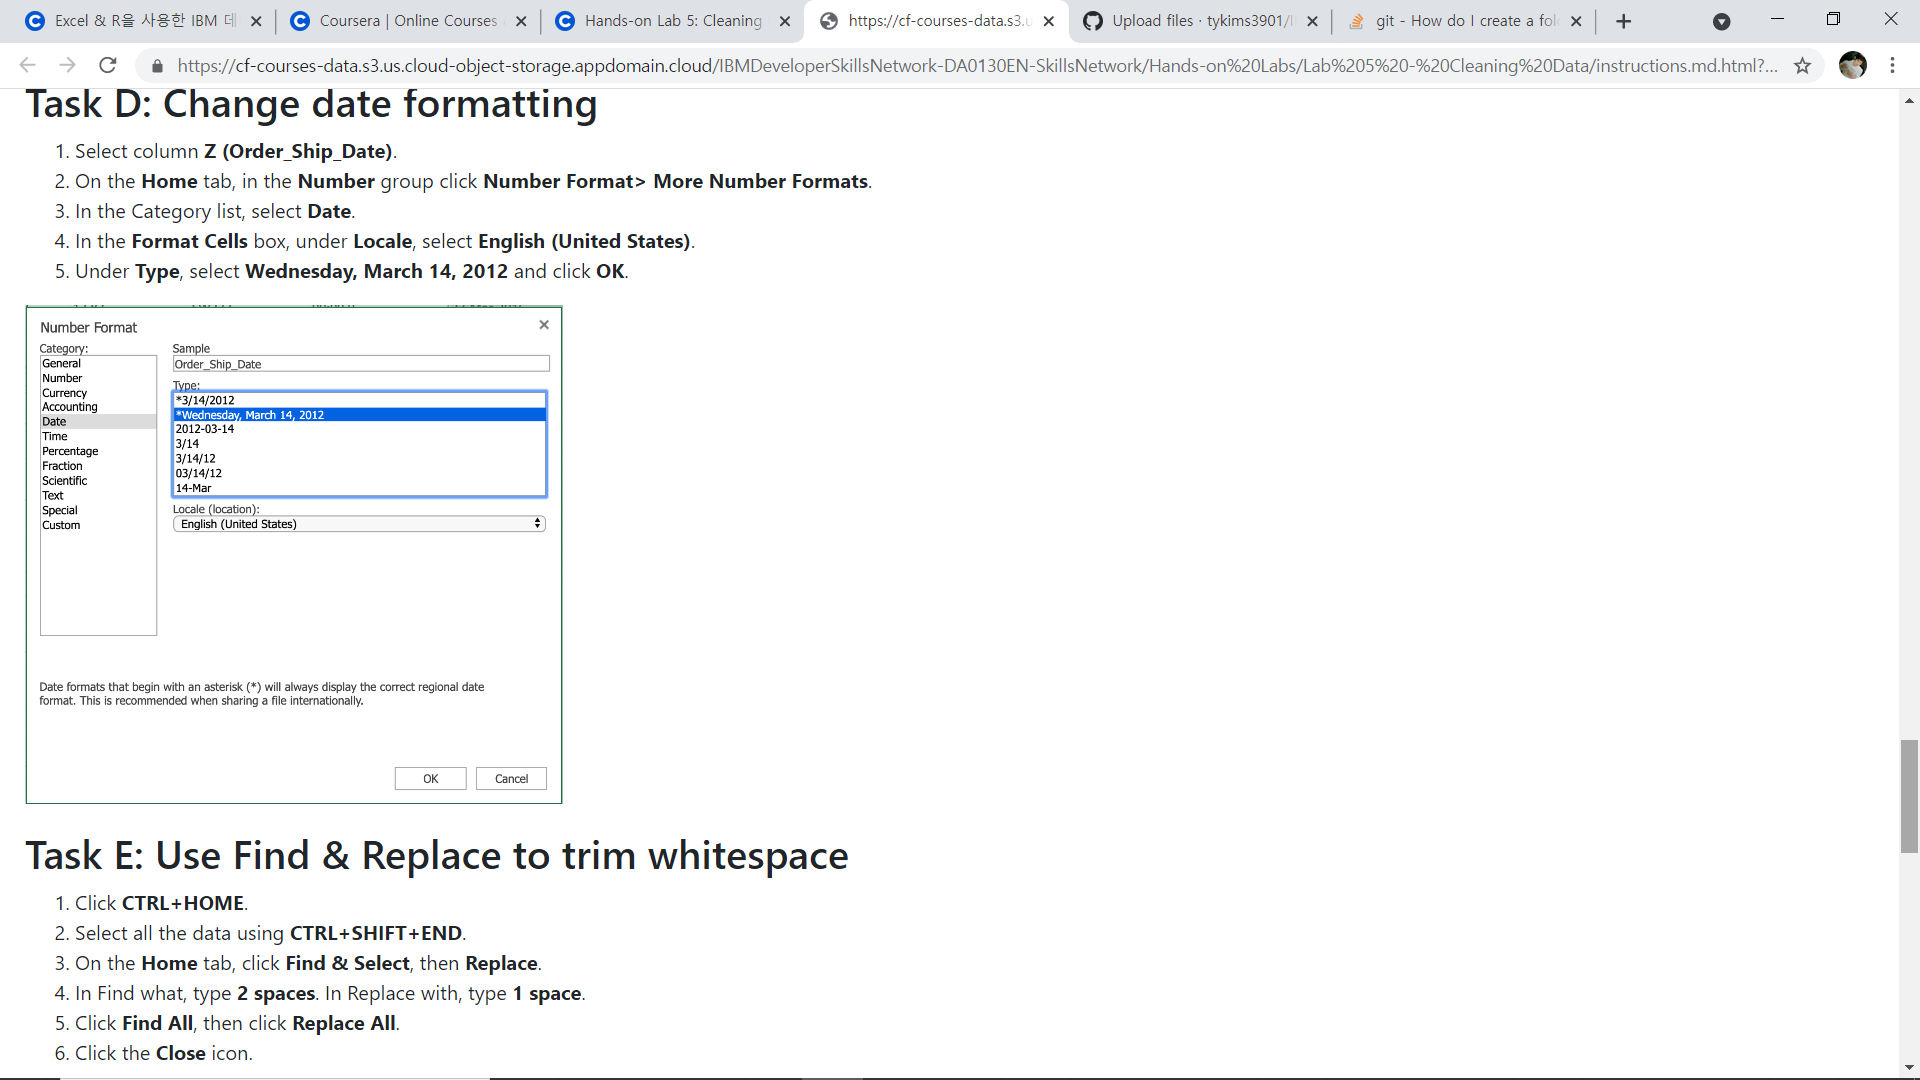 Excel & R을 사용한 IBM 데
Coursera | Online Courses
Hands-on Lab 5: Cleaning
https://cf-courses-data.s3.u
Upload files · tykims3901/I
git - How do I create a fol
https://cf-courses-data.s3.us.cloud-object-storage.appdomain.cloud/IBMDeveloperSkillsNetwork-DA0130EN-SkillsNetwork/Hands-on%20Labs/Lab%205%20-%20Cleaning%20Data/instructions.md.html?...
Task D: Change date formatting
1. Select column Z (Order_Ship_Date).
2. On the Home tab, in the Number group click Number Format> More Number Formats.
3. In the Category list, select Date.
4. In the Format Cells box, under Locale, select English (United States).
5. Under Type, select Wednesday, March 14, 2012 and click OK.
Number Format
Category:
General
Number
Currency
Accounting
Date
Time
Percentage
Fraction
Scientific
Text
Special
Custom
Sample
Order_Ship_Date
Type:
*3/14/2012
*Wednesday, March 14, 2012
2012-03-14
3/14
3/14/12
03/14/12
14-Mar
Locale (location):
English (United States)
Date formats that begin with an asterisk (*) will always display the correct regional date
format. This is recommended when sharing a file internationally.
OK
Cancel
Task E: Use Find & Replace to trim whitespace
1. Click CTRL+HOME.
2. Select all the data using CTRL+SHIFT+END.
3. On the Home tab, click Find & Select, then Replace.
4. In Find what, type 2 spaces. In Replace with, type 1 space.
5. Click Find All, then click Replace All.
6. Click the Close icon.